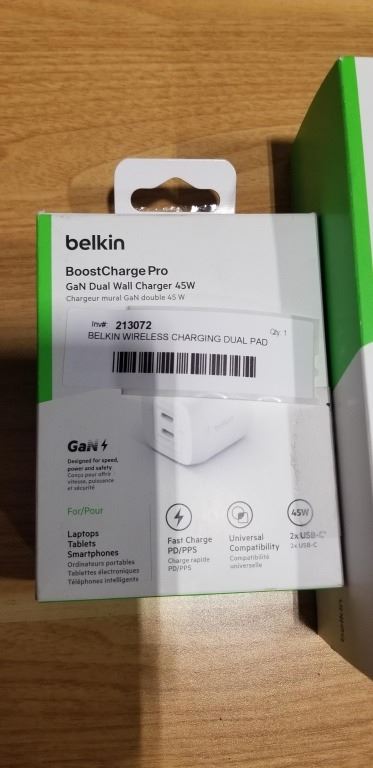 belkin
BoostCharge Pro
GaN Dual Wall Charger 45W
Chargeur mural GaN double 45 W
Inv#: 213072
Qty: 1
BELKIN WIRELESS CHARGING DUAL PAD
belkin
GaN
Designed for speed,
power and safety
Conçu pour offrir
vitesse, puissance
et sécurité
For/Pour
Laptops
Tablets
Smartphones
Ordinateurs portables
Tablettes électroniques
Téléphones intelligents
Fast Charge
PD/PPS
Charge rapide
PD/PPS
Universal
Compatibility
Compatibilité
universelle
45W
2x USB-C®
2x USB-C
belkin